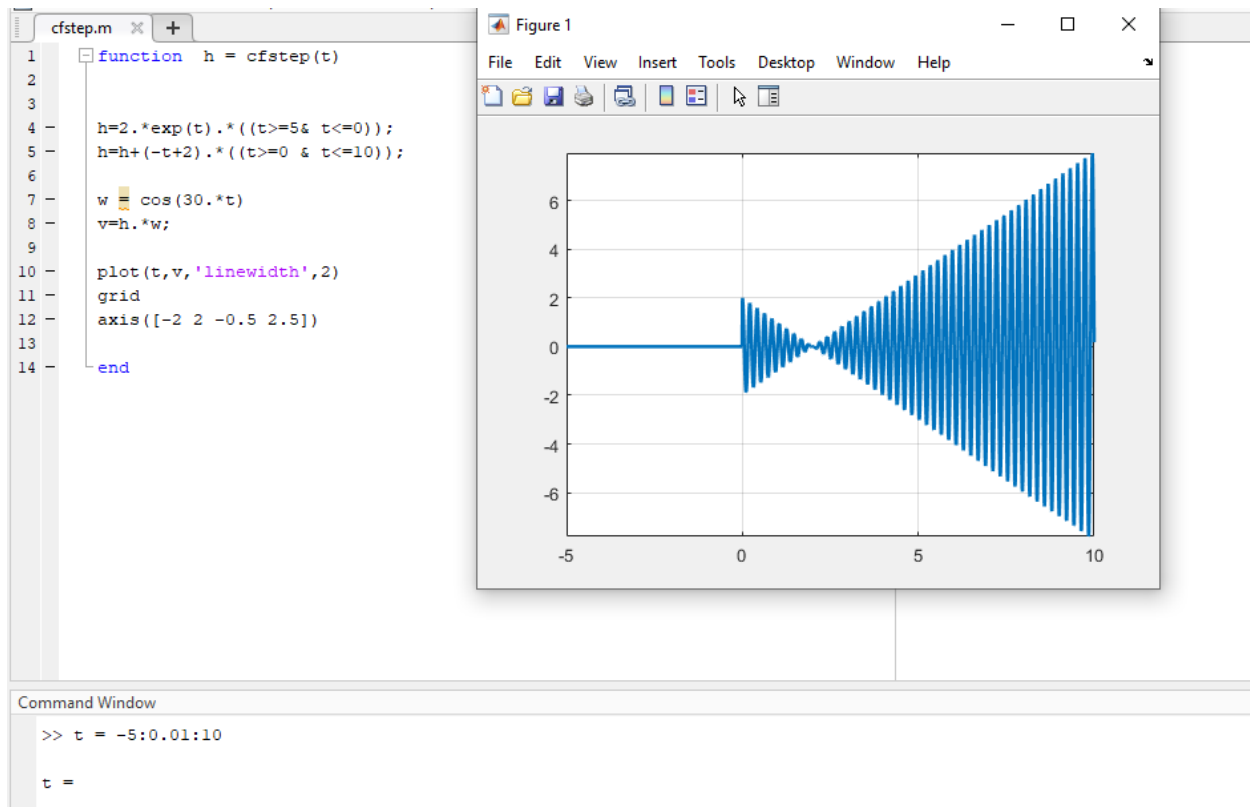 cfstep.m
1 function h = cfstep(t)
2
3
4 - h=2.*exp(t).*((t>=5& t<=0));
5 - h=h+(-t+2).*((t>=0 & t<=10));
6
7 - w = cos(30.*t)
8 - v=h.*w;
9
10 - plot(t,v,'linewidth',2)
11 - grid
12 - axis([-2 2 -0.5 2.5])
13
14 - end
Figure 1
File Edit View Insert Tools Desktop Window Help
6
4
2
0
-2
-4
-6
-5 0 5 10
Command Window
>> t = -5:0.01:10
t =